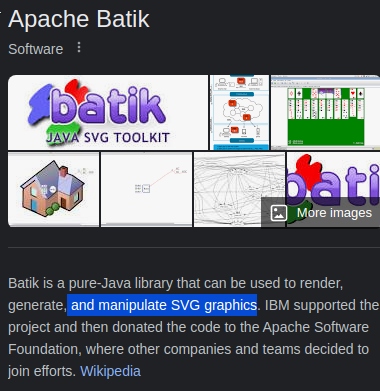 Apache Batik
Software
batik
JAVA SVG TOOLKIT
bati
More images
Batik is a pure-Java library that can be used to render,
generate, and manipulate SVG graphics. IBM supported the
project and then donated the code to the Apache Software
Foundation, where other companies and teams decided to
join efforts. Wikipedia